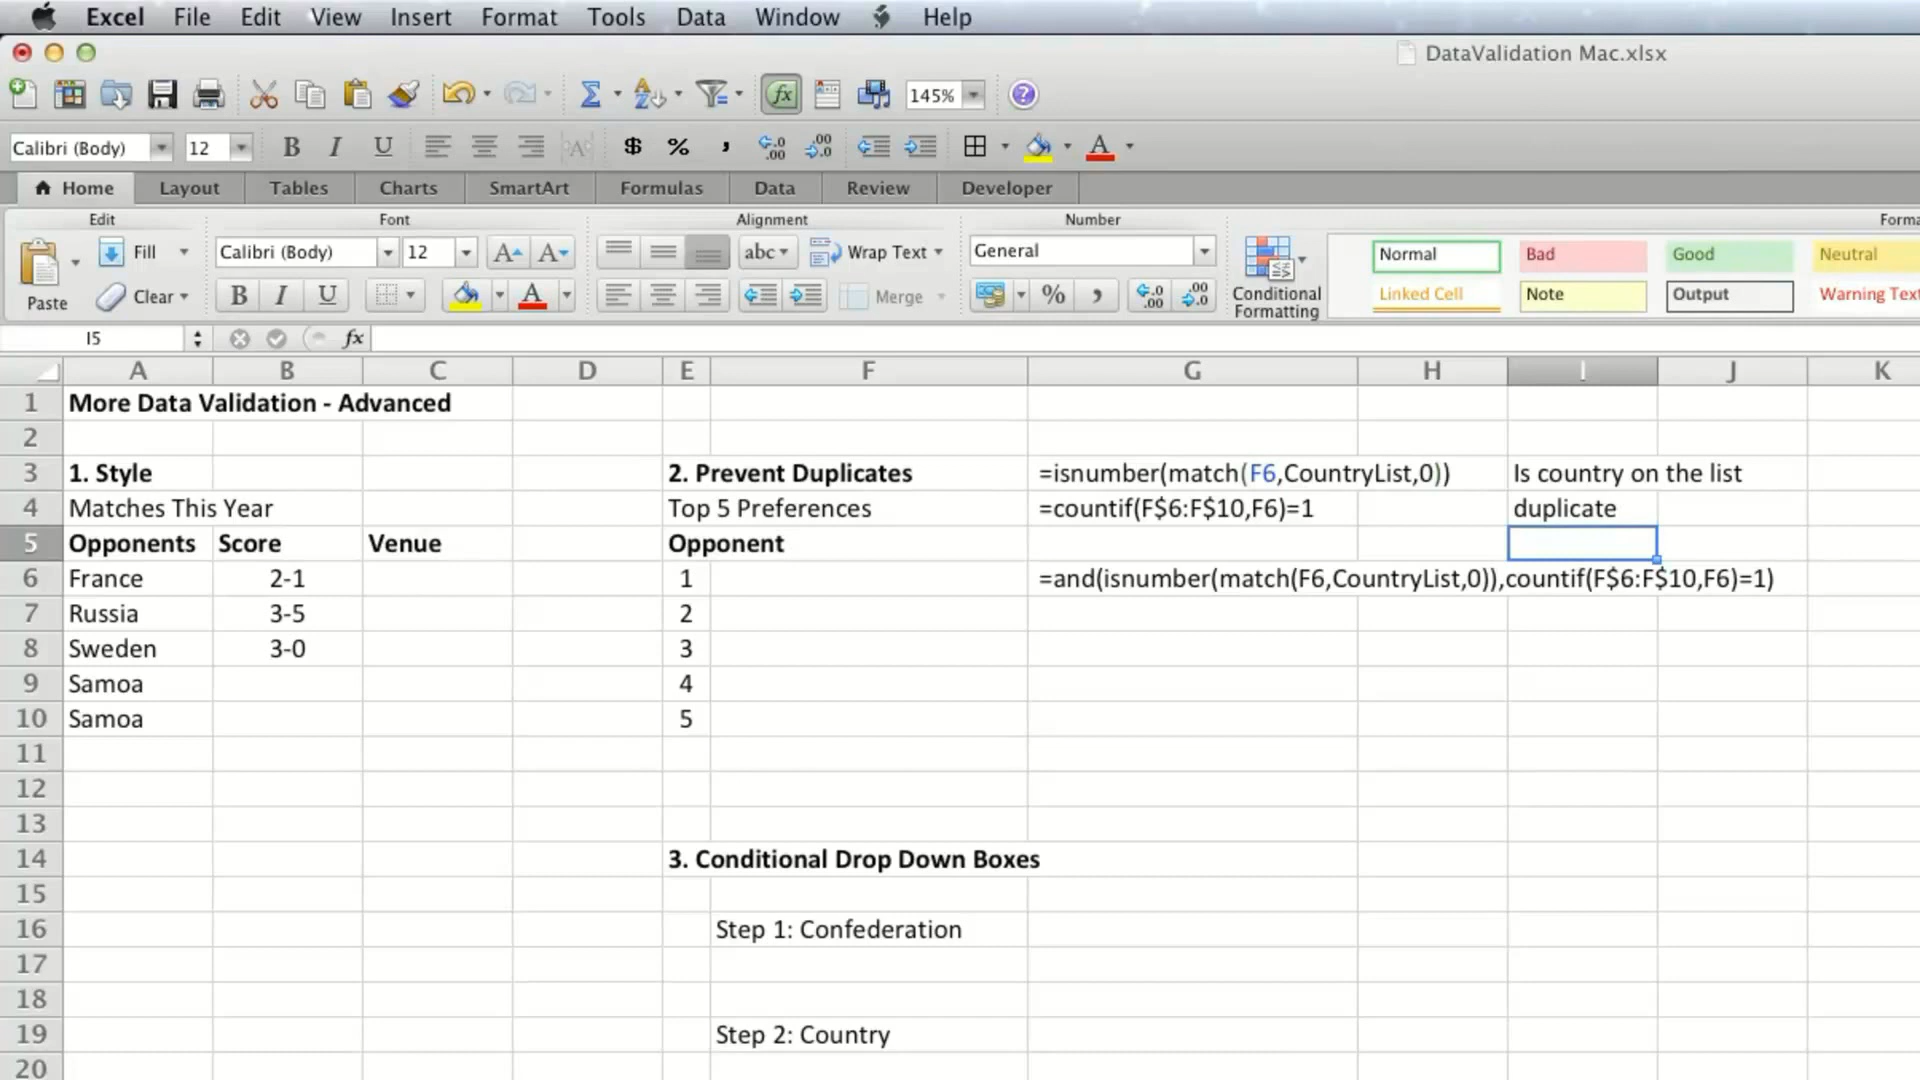 Excel File Edit View Insert Format Tools Data Window Help
DataValidation Mac.xlsx
145%
Calibri (Body) 12 B I U $ %
Home Layout Tables Charts SmartArt Formulas Data Review Developer
Edit Font Alignment Number
Fill Calibri (Body) 12 abc Wrap Text General Normal Bad Good Neutral
Paste Clear B I U Merge % Conditional Formatting Linked Cell Note Output Warning Text
I5 fx
A B C D E F G H I J K
1 More Data Validation - Advanced
2
3 1. Style 2. Prevent Duplicates =isnumber(match(F6,CountryList,0)) Is country on the list
4 Matches This Year Top 5 Preferences =countif(F$6:F$10,F6)=1 duplicate
5 Opponents Score Venue Opponent
6 France 2-1 1 =and(isnumber(match(F6,CountryList,0)),countif(F$6:F$10,F6)=1)
7 Russia 3-5 2
8 Sweden 3-0 3
9 Samoa 4
10 Samoa 5
11
12
13
14 3. Conditional Drop Down Boxes
15
16 Step 1: Confederation
17
18
19 Step 2: Country
20